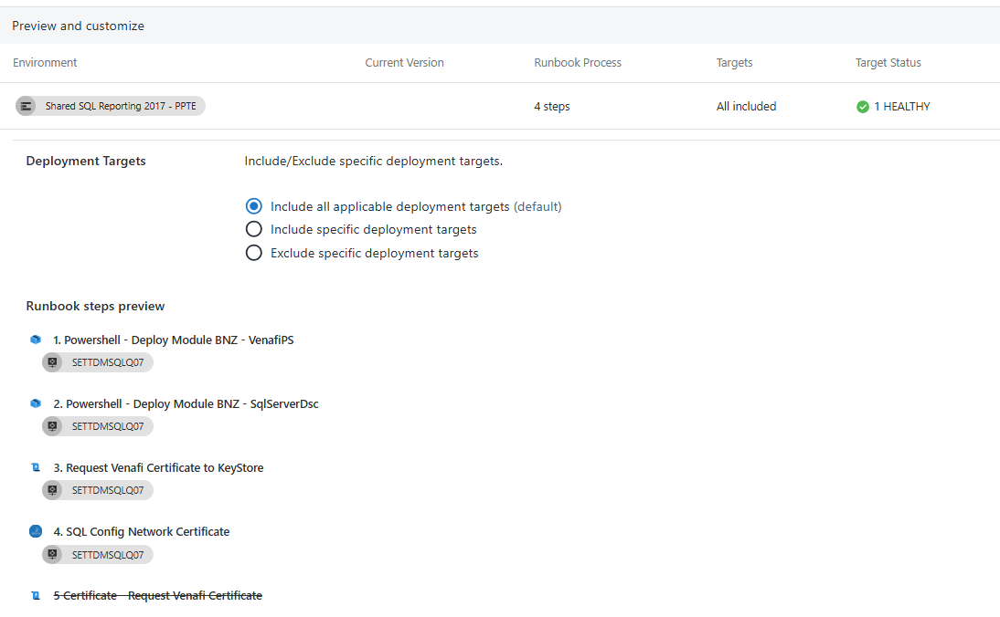 Preview and customize
Environment Current Version Runbook Process Targets Target Status
Shared SQL Reporting 2017 - PPTE 4 steps All included 1 HEALTHY
Deployment Targets Include/Exclude specific deployment targets.
Include all applicable deployment targets (default)
Include specific deployment targets
Exclude specific deployment targets
Runbook steps preview
1. Powershell - Deploy Module BNZ - VenafiPS
SETTDMSQLQ07
2. Powershell - Deploy Module BNZ - SqlServerDsc
SETTDMSQLQ07
3. Request Venafi Certificate to KeyStore
SETTDMSQLQ07
4. SQL Config Network Certificate
SETTDMSQLQ07
5 Certificate - Request Venafi Certificate